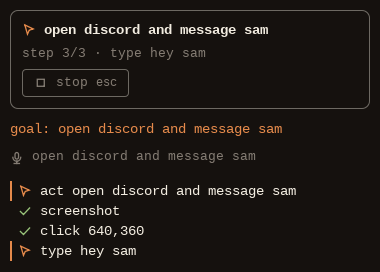 open discord and message sam
step 3/3 · type hey sam
stop esc
goal: open discord and message sam
open discord and message sam
act open discord and message sam
screenshot
click 640,360
type hey sam